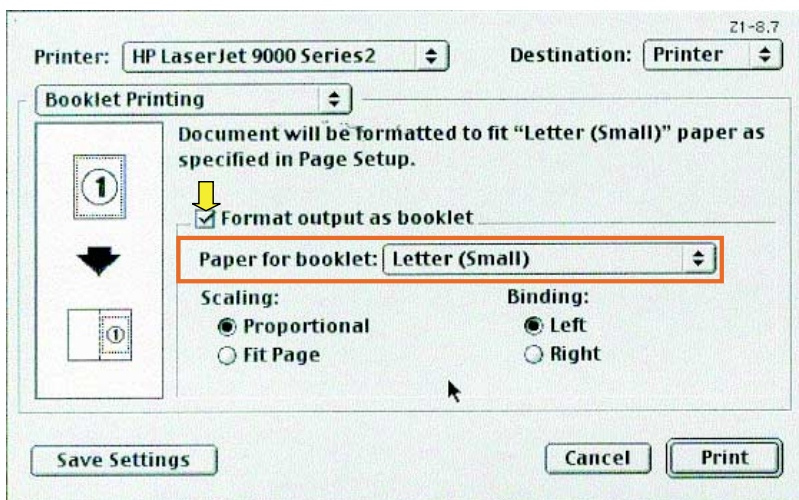 Z1-8.7
Printer: HP LaserJet 9000 Series2 Destination: Printer
Booklet Printing
Document will be formatted to fit “Letter (Small)” paper as
specified in Page Setup.
1
Format output as booklet
Paper for booklet: Letter (Small)
Scaling: Binding:
Proportional Left
1
Fit Page Right
Save Settings Cancel Print